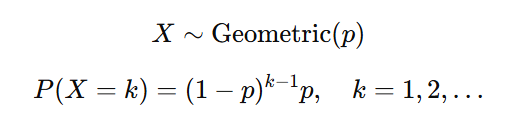 X ∼ Geometric(p)
P(X = k) = (1 − p)^{k−1}p, k = 1, 2, …